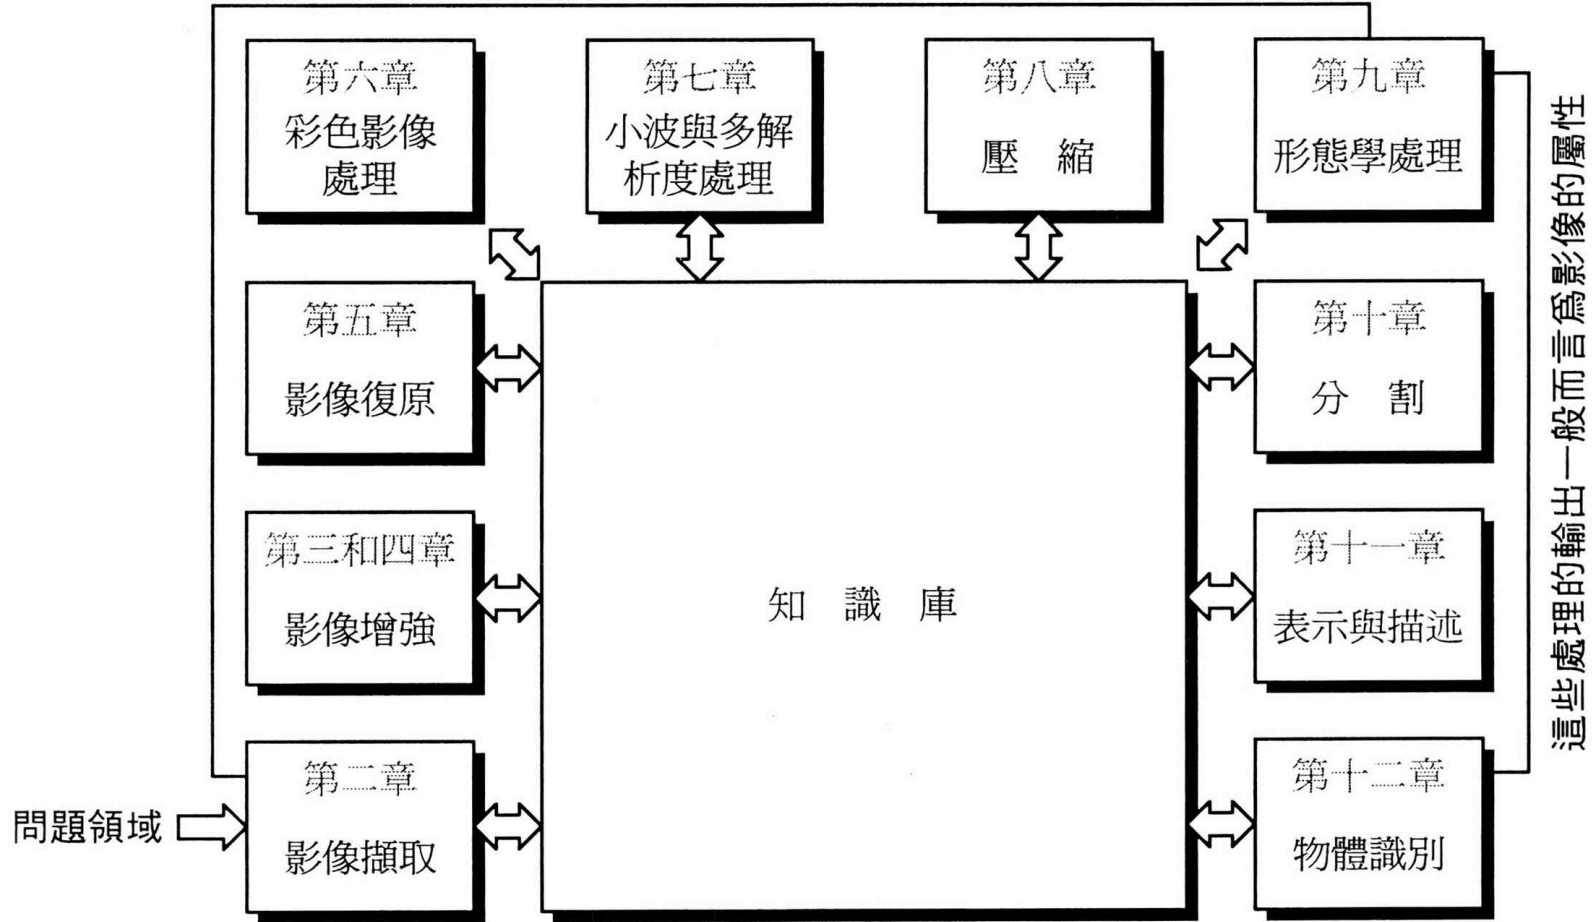 第六章
彩色影像
處理
第七章
小波與多解
析度處理
第八章
壓 縮
第九章
形態學處理
第五章
影像復原
第十章
分 割
第三和四章
影像增強
知 識 庫
第十一章
表示與描述
第二章
影像擷取
第十二章
物體識別
問題領域
這些處理的輸出一般而言爲影像的屬性